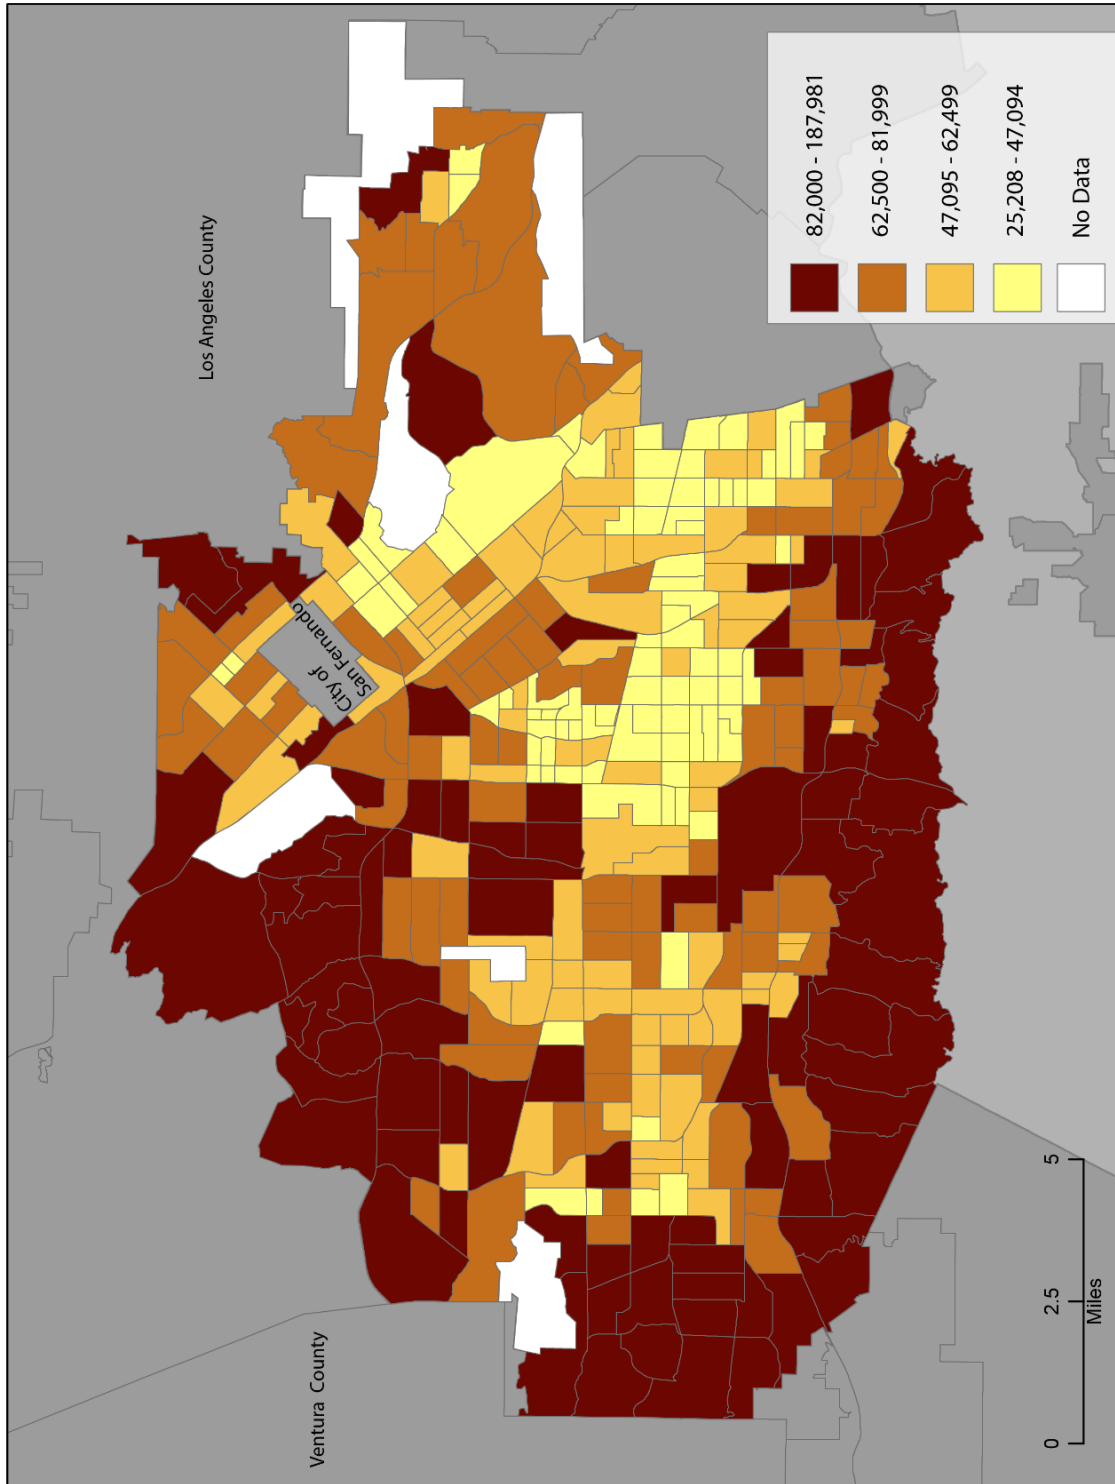 Los Angeles County
Ventura County
City of
San Fernando
82,000 - 187,981
62,500 - 81,999
47,095 - 62,499
25,208 - 47,094
No Data
0 2.5 5
Miles